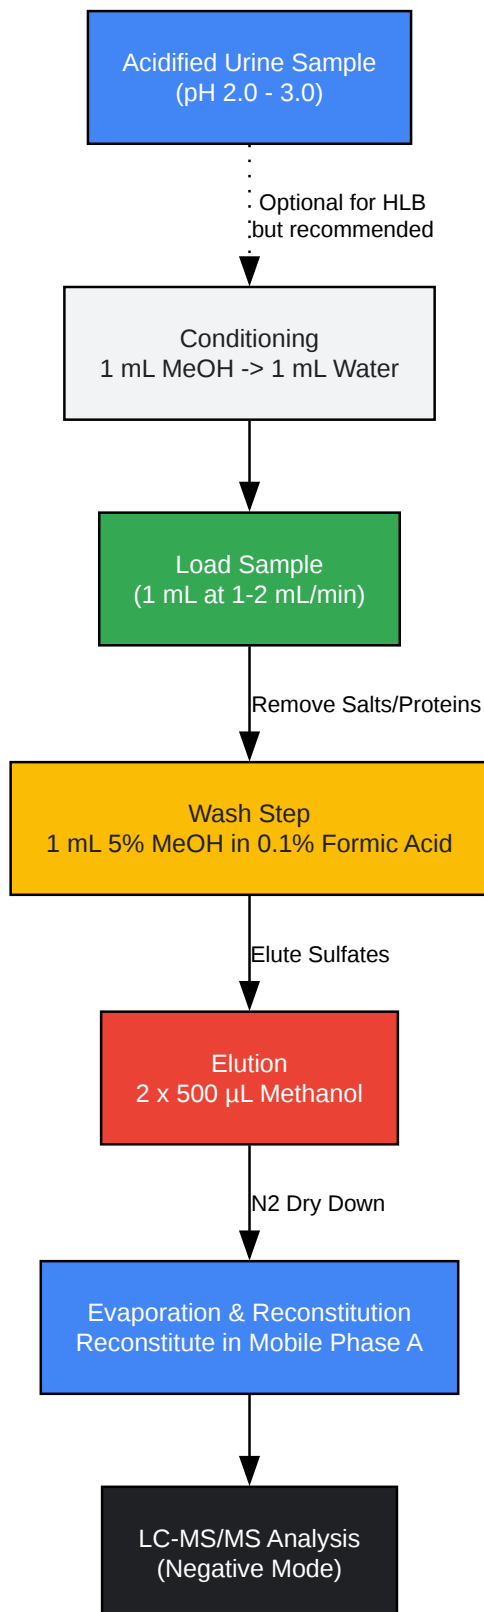 Acidified Urine Sample
(pH 2.0 - 3.0)
Optional for HLB
but recommended
Conditioning
1 mL MeOH -> 1 mL Water
Load Sample
(1 mL at 1-2 mL/min)
Remove Salts/Proteins
Wash Step
1 mL 5% MeOH in 0.1% Formic Acid
Elute Sulfates
Elution
2 x 500 µL Methanol
N2 Dry Down
Evaporation & Reconstitution
Reconstitute in Mobile Phase A
LC-MS/MS Analysis
(Negative Mode)